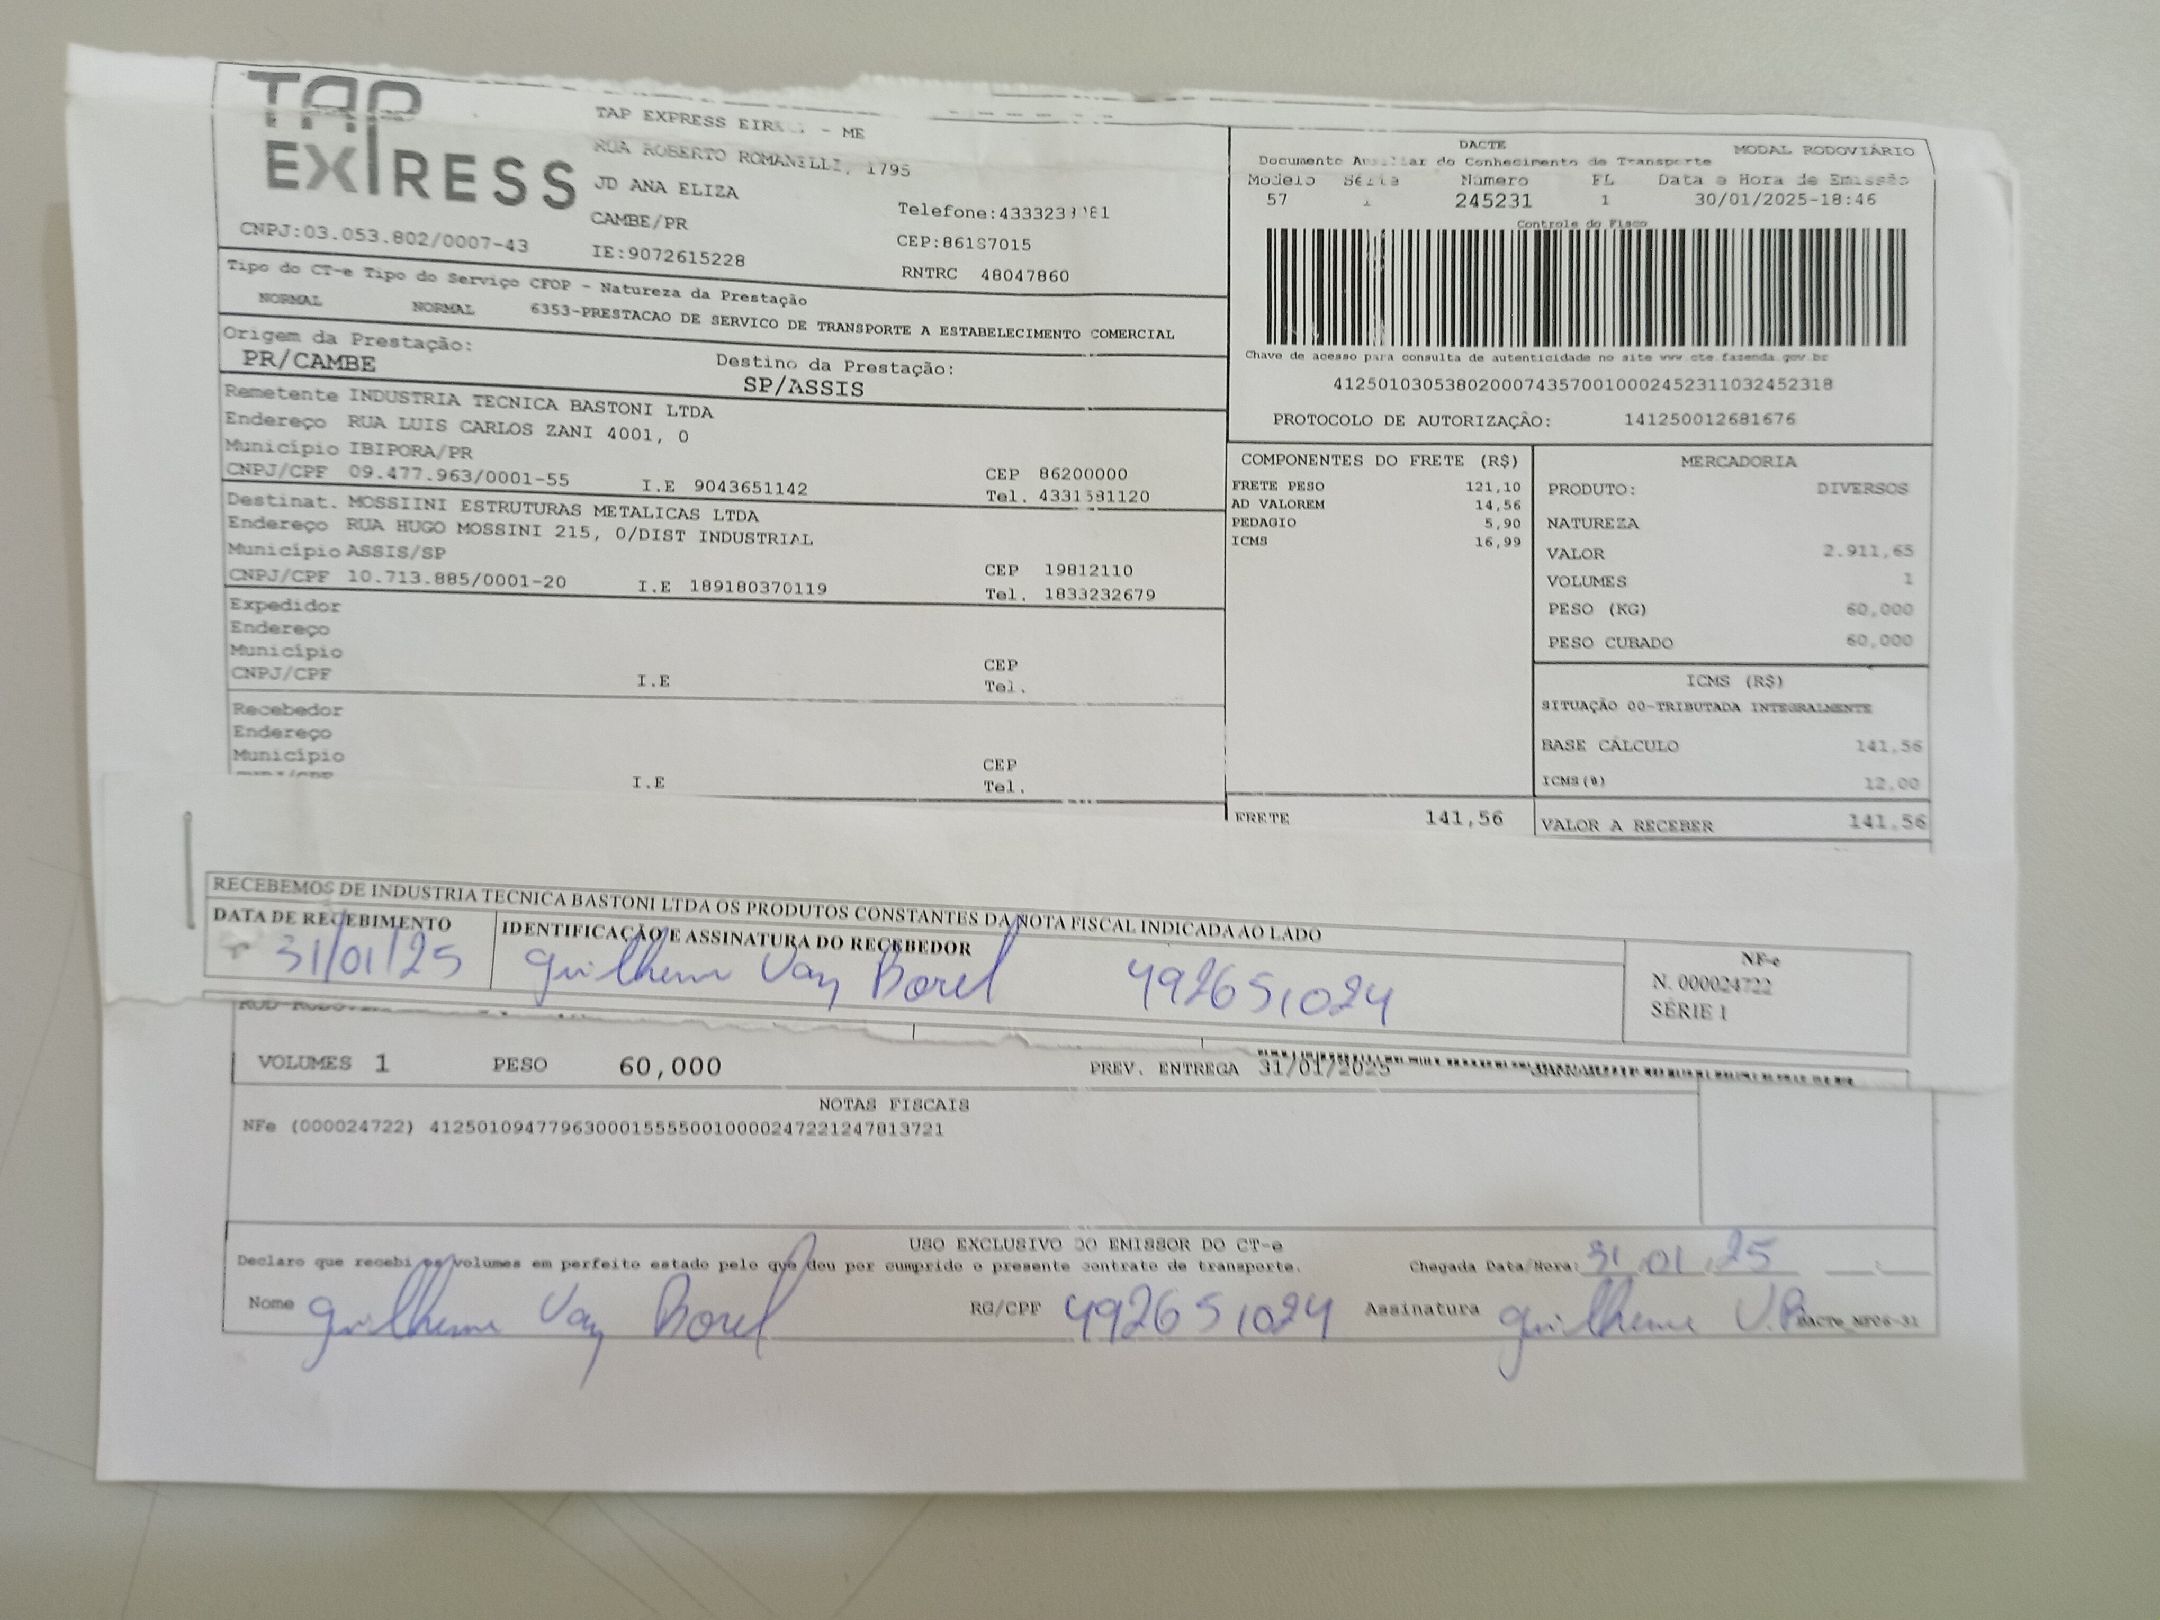 TAP
EXPRESS
TAP EXPRESS - ME
RUA ROBERTO ROMANELLI, 1795
JD ANA ELIZA
CAMBE/PR
CNPJ:03.053.802/0007-43
IE:9072615228
CEP:86187015
RNTRC 48047860
DACTE MODAL RODOVIÁRIO
Documento Auxiliar do Conhecimento de Transporte
Modelo Série Número FL Data e Hora de Emissão
57 1 245231 1 30/01/2025-18:46
Controle do Fisco
Chave de acesso para consulta de autenticidade no site www.cte.fazenda.gov.br
41250103053802000743570010002452311032452318
PROTOCOLO DE AUTORIZAÇÃO: 141250012681676
Tipo do CT-e Tipo do Serviço CFOP - Natureza da Prestação
NORMAL NORMAL 6353-PRESTACAO DE SERVICO DE TRANSPORTE A ESTABELECIMENTO COMERCIAL
Origem da Prestação: Destino da Prestação:
PR/CAMBE SP/ASSIS
Remetente INDUSTRIA TECNICA BASTONI LTDA
Endereço RUA LUIS CARLOS ZANI 4001, 0
Município IBIPORA/PR CEP 86200000
CNPJ/CPF 09.477.963/0001-55 I.E 9043651142 Tel. 4331581120
Destinat. MOSSIINI ESTRUTURAS METALICAS LTDA
Endereço RUA HUGO MOSSINI 215, 0/DIST INDUSTRIAL
Município ASSIS/SP CEP 19812110
CNPJ/CPF 10.713.885/0001-20 I.E 189180370119 Tel. 1833232679
Expedidor
Endereço
Município CEP
CNPJ/CPF I.E Tel.
Recebedor
Endereço
Município CEP
I.E Tel.
COMPONENTES DO FRETE (R$)
FRETE PESO 121,10
AD VALOREM 14,56
PEDAGIO 5,90
ICMS 16,99
FRETE 141,56
MERCADORIA
PRODUTO: DIVERSOS
NATUREZA
VALOR 2.911,65
VOLUMES 1
PESO (KG) 60,000
PESO CUBADO 60,000
ICMS (R$)
SITUAÇÃO 00-TRIBUTADA INTEGRALMENTE
BASE CÁLCULO 141,56
ICMS(%) 12,00
VALOR A RECEBER 141,56
RECEBEMOS DE INDUSTRIA TECNICA BASTONI LTDA OS PRODUTOS CONSTANTES DA NOTA FISCAL INDICADA AO LADO
DATA DE RECEBIMENTO IDENTIFICAÇÃO E ASSINATURA DO RECEBEDOR
31/01/25 Guilherme Van Borel 492651024
NF-e
N. 000024722
SÉRIE 1
VOLUMES 1 PESO 60,000 PREV. ENTREGA 31/01/2025
NOTAS FISCAIS
NFe (000024722) 41250109477963000155550010000247221247813721
USO EXCLUSIVO DO EMISSOR DO CT-e
Declaro que recebi os volumes em perfeito estado pelo que dou por cumprido o presente contrato de transporte. Chegada Data/Hora: 31 01 25
Nome Guilherme Van Borel RG/CPF 492651024 Assinatura Guilherme V.B